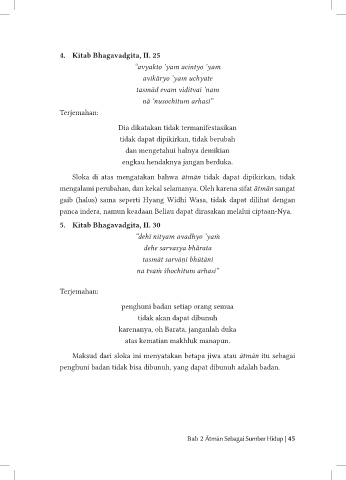 4. Kitab Bhagavadgita, II. 25
"avyakto 'yam acintyo 'yam
avikāryo 'yam uchyate
tasmād evam viditvai 'nam
nā 'nusochitum arhasi"
Terjemahan:
Dia dikatakan tidak termanifestasikan
tidak dapat dipikirkan, tidak berubah
dan mengetahui halnya demikian
engkau hendaknya jangan berduka.
Sloka di atas mengatakan bahwa ātmān tidak dapat dipikirkan, tidak
mengalami perubahan, dan kekal selamanya. Oleh karena sifat ātmān sangat
gaib (halus) sama seperti Hyang Widhi Wasa, tidak dapat dilihat dengan
panca indera, namun keadaan Beliau dapat dirasakan melalui ciptaan-Nya.
5. Kitab Bhagavadgita, II. 30
"dehi nityam avadhyo 'yaṁ
dehe sarvasya bhārata
tasmāt sarvāṇi bhūtāni
na tvaṁ śhochitum arhasi"
Terjemahan:
penghuni badan setiap orang semua
tidak akan dapat dibunuh
karenanya, oh Barata, janganlah duka
atas kematian makhluk manapun.
Maksud dari sloka ini menyatakan betapa jiwa atau ātmān itu sebagai
penghuni badan tidak bisa dibunuh, yang dapat dibunuh adalah badan.
Bab 2 Ātmān Sebagai Sumber Hidup | 45